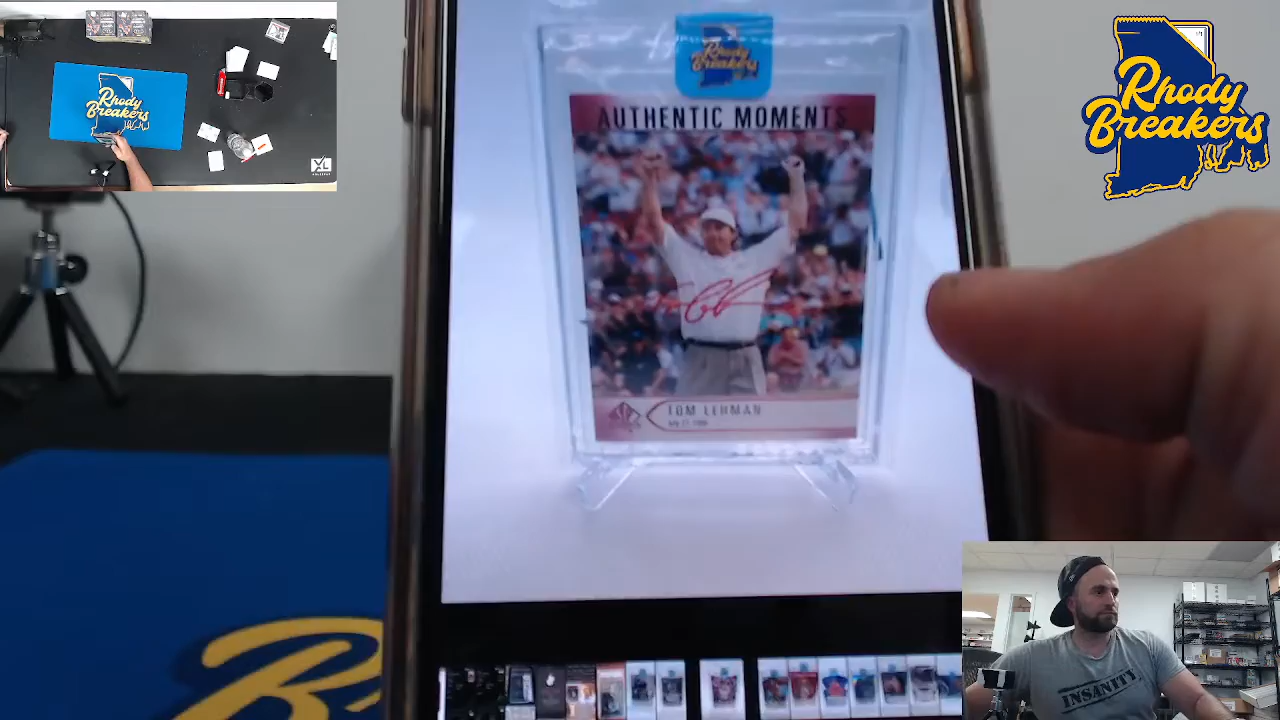 Rhody
Breakers
Rhody
Breakers
AUTHENTIC MOMENTS
TOM LEHMAN
Rhody
Breakers
INSANITY